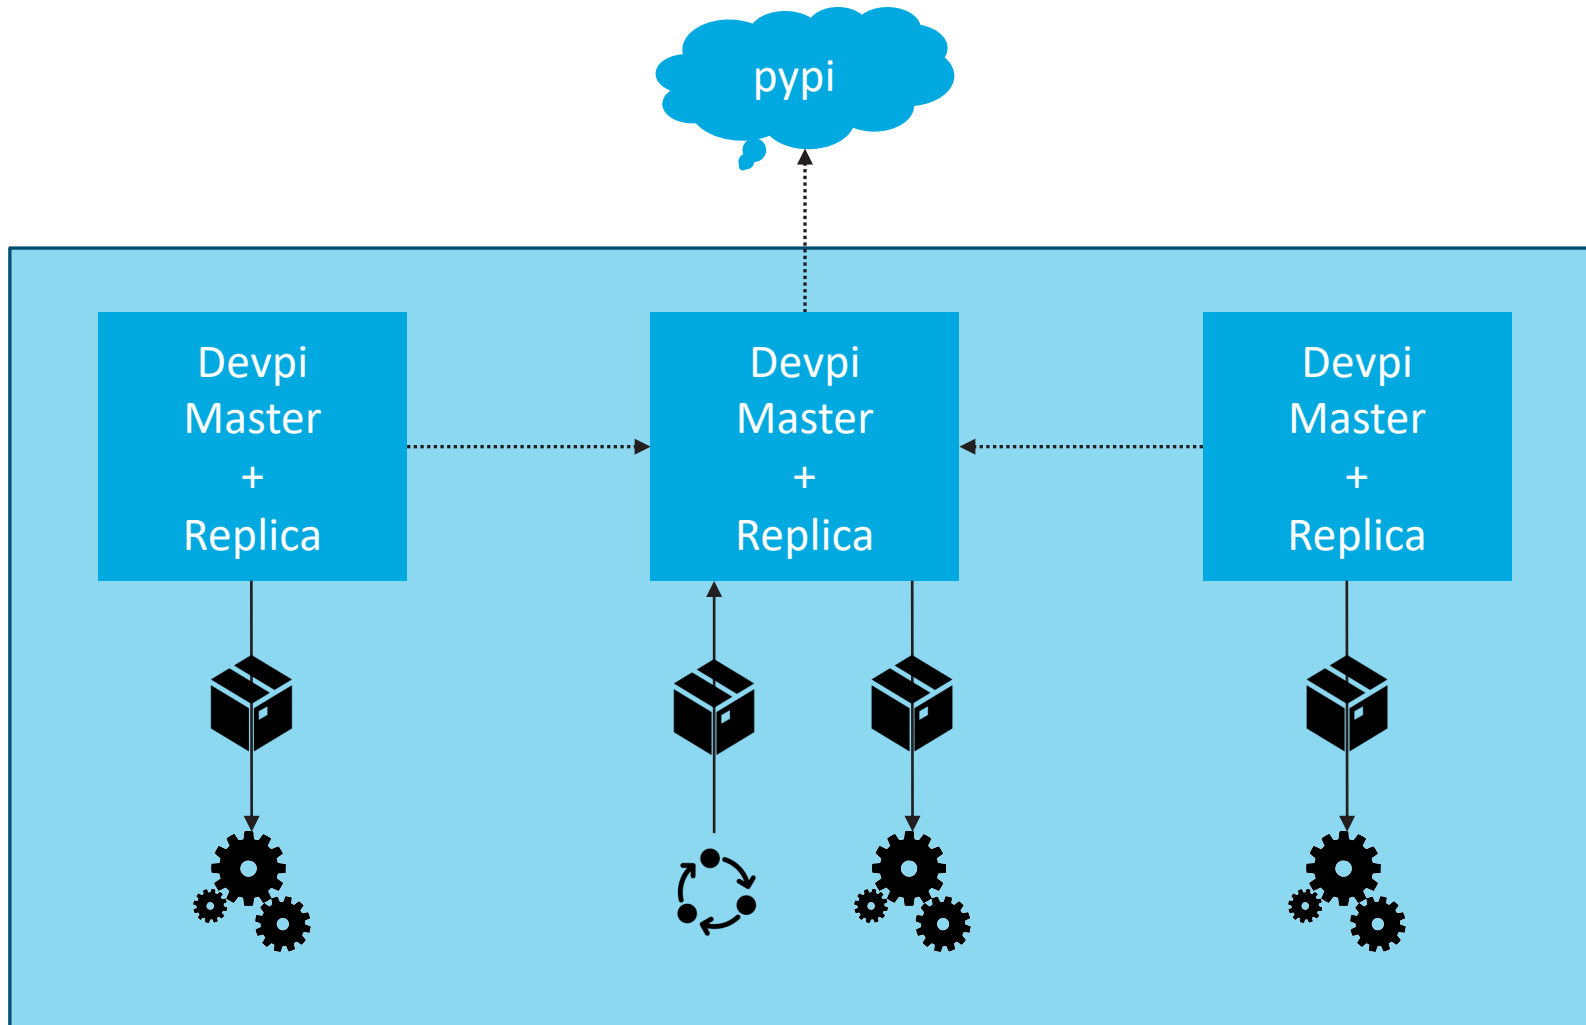 pypi
Devpi
Master
+
Replica
Devpi
Master
+
Replica
Devpi
Master
+
Replica